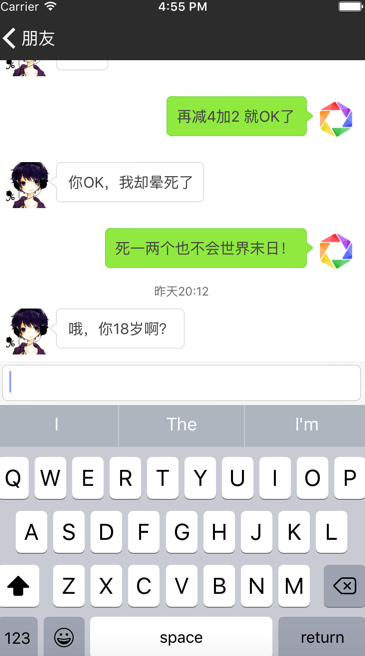 Carrier 4:55 PM
朋友
再减4加2 就OK了
你OK，我却晕死了
死一两个也不会世界末日！
昨天20:12
哦，你18岁啊？
I The I'm
Q W E R T Y U I O P
A S D F G H J K L
Z X C V B N M
123 space return